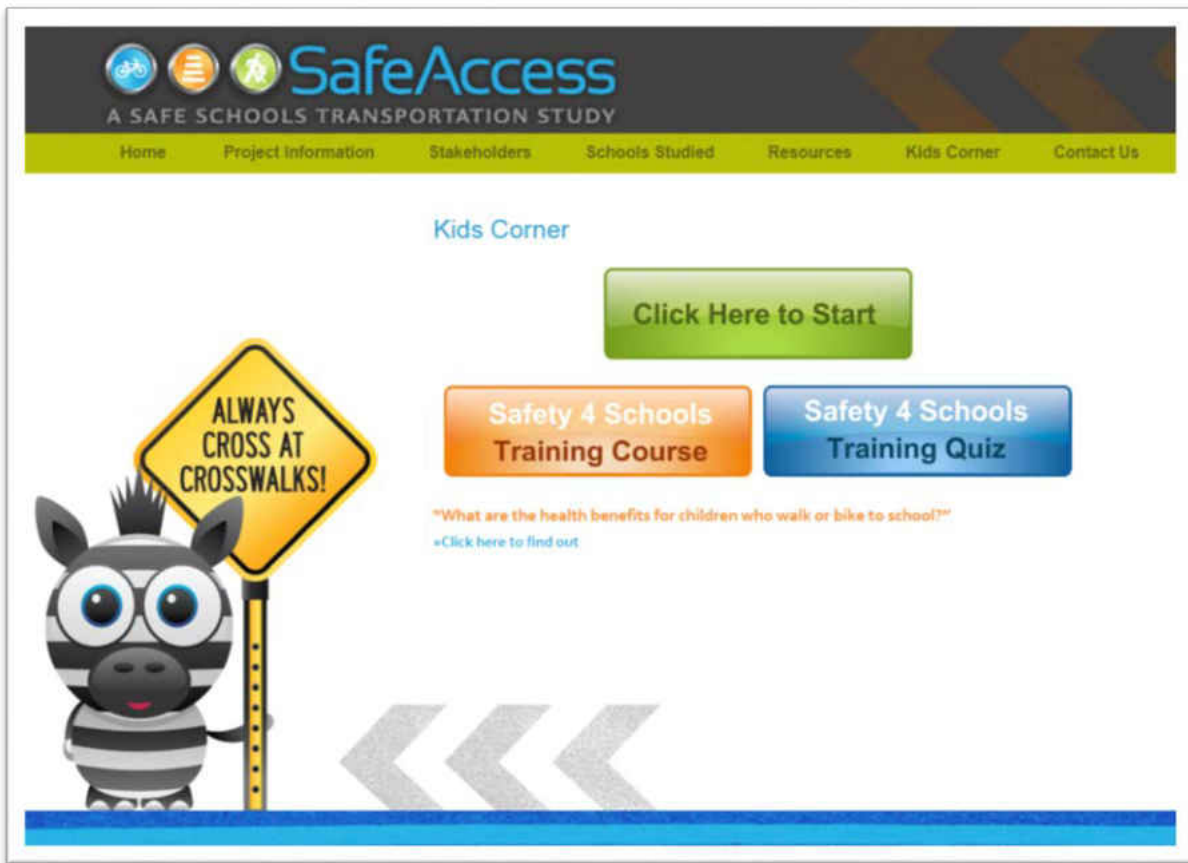 SafeAccess
A SAFE SCHOOLS TRANSPORTATION STUDY
Home Project Information Stakeholders Schools Studied Resources Kids Corner Contact Us
Kids Corner
Click Here to Start
Safety 4 Schools
Training Course
Safety 4 Schools
Training Quiz
"What are the health benefits for children who walk or bike to school?"
»Click here to find out
ALWAYS
CROSS AT
CROSSWALKS!